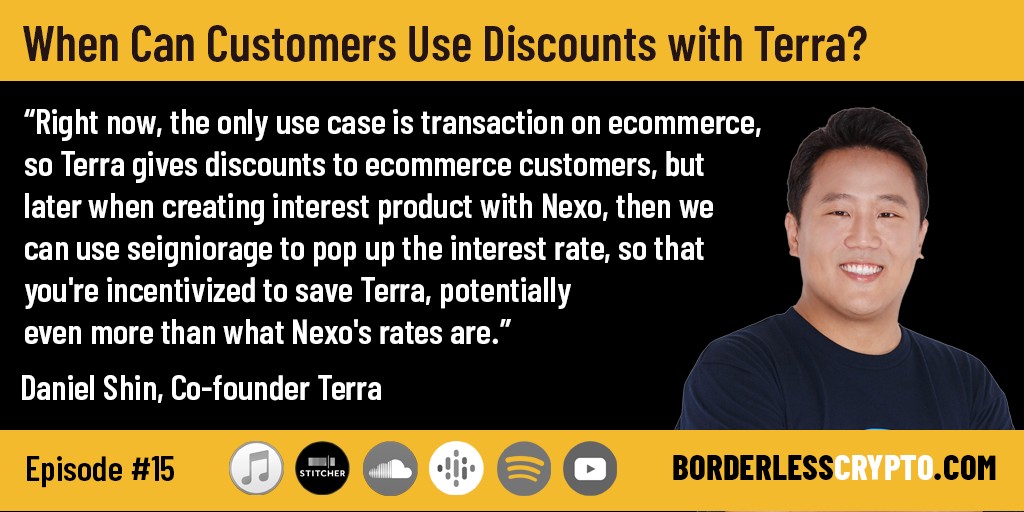 When Can Customers Use Discounts with Terra?
“Right now, the only use case is transaction on ecommerce,
so Terra gives discounts to ecommerce customers, but
later when creating interest product with Nexo, then we
can use seigniorage to pop up the interest rate, so that
you're incentivized to save Terra, potentially
even more than what Nexo's rates are.”
Daniel Shin, Co-founder Terra
Episode #15
STITCHER
BORDERLESSCRYPTO.COM